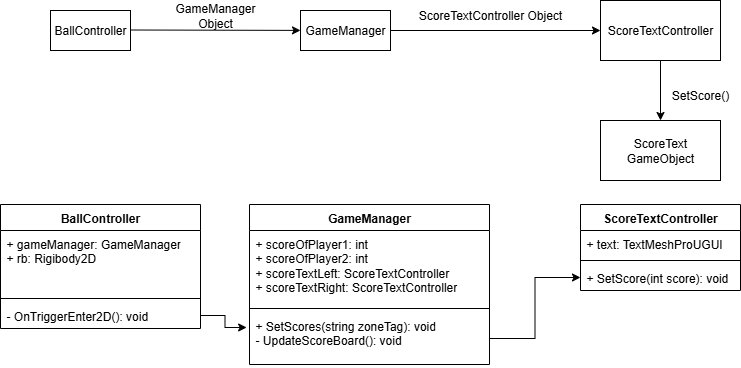 GameManager
Object
ScoreTextController Object
BallController
GameManager
ScoreTextController
SetScore()
ScoreText
GameObject
BallController
+ gameManager: GameManager
+ rb: Rigibody2D
- OnTriggerEnter2D(): void
GameManager
+ scoreOfPlayer1: int
+ scoreOfPlayer2: int
+ scoreTextLeft: ScoreTextController
+ scoreTextRight: ScoreTextController
+ SetScores(string zoneTag): void
- UpdateScoreBoard(): void
ScoreTextController
+ text: TextMeshProUGUI
+ SetScore(int score): void